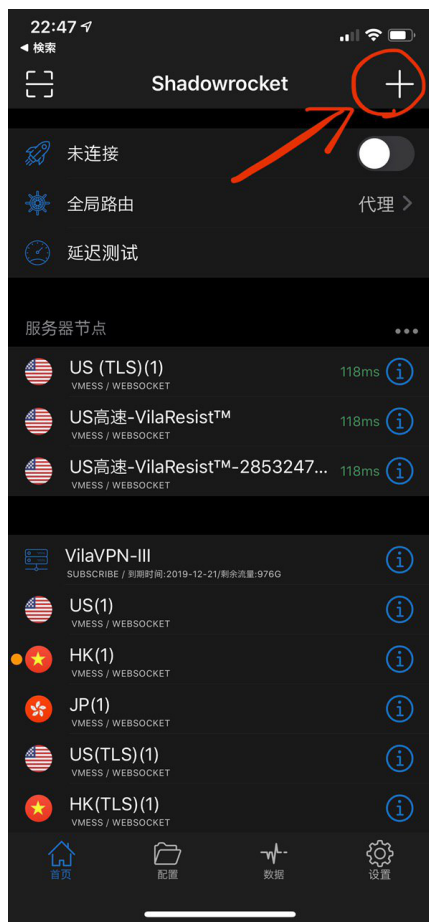 22:47
検索
Shadowrocket
未连接
全局路由 代理
延迟测试
服务器节点
US (TLS)(1) 118ms
VMESS / WEBSOCKET
US高速-VilaResist™ 118ms
VMESS / WEBSOCKET
US高速-VilaResist™-2853247... 118ms
VMESS / WEBSOCKET
VilaVPN-III
SUBSCRIBE / 到期时间:2019-12-21/剩余流量:976G
US(1)
VMESS / WEBSOCKET
HK(1)
VMESS / WEBSOCKET
JP(1)
VMESS / WEBSOCKET
US(TLS)(1)
VMESS / WEBSOCKET
HK(TLS)(1)
VMESS / WEBSOCKET
首页 配置 数据 设置